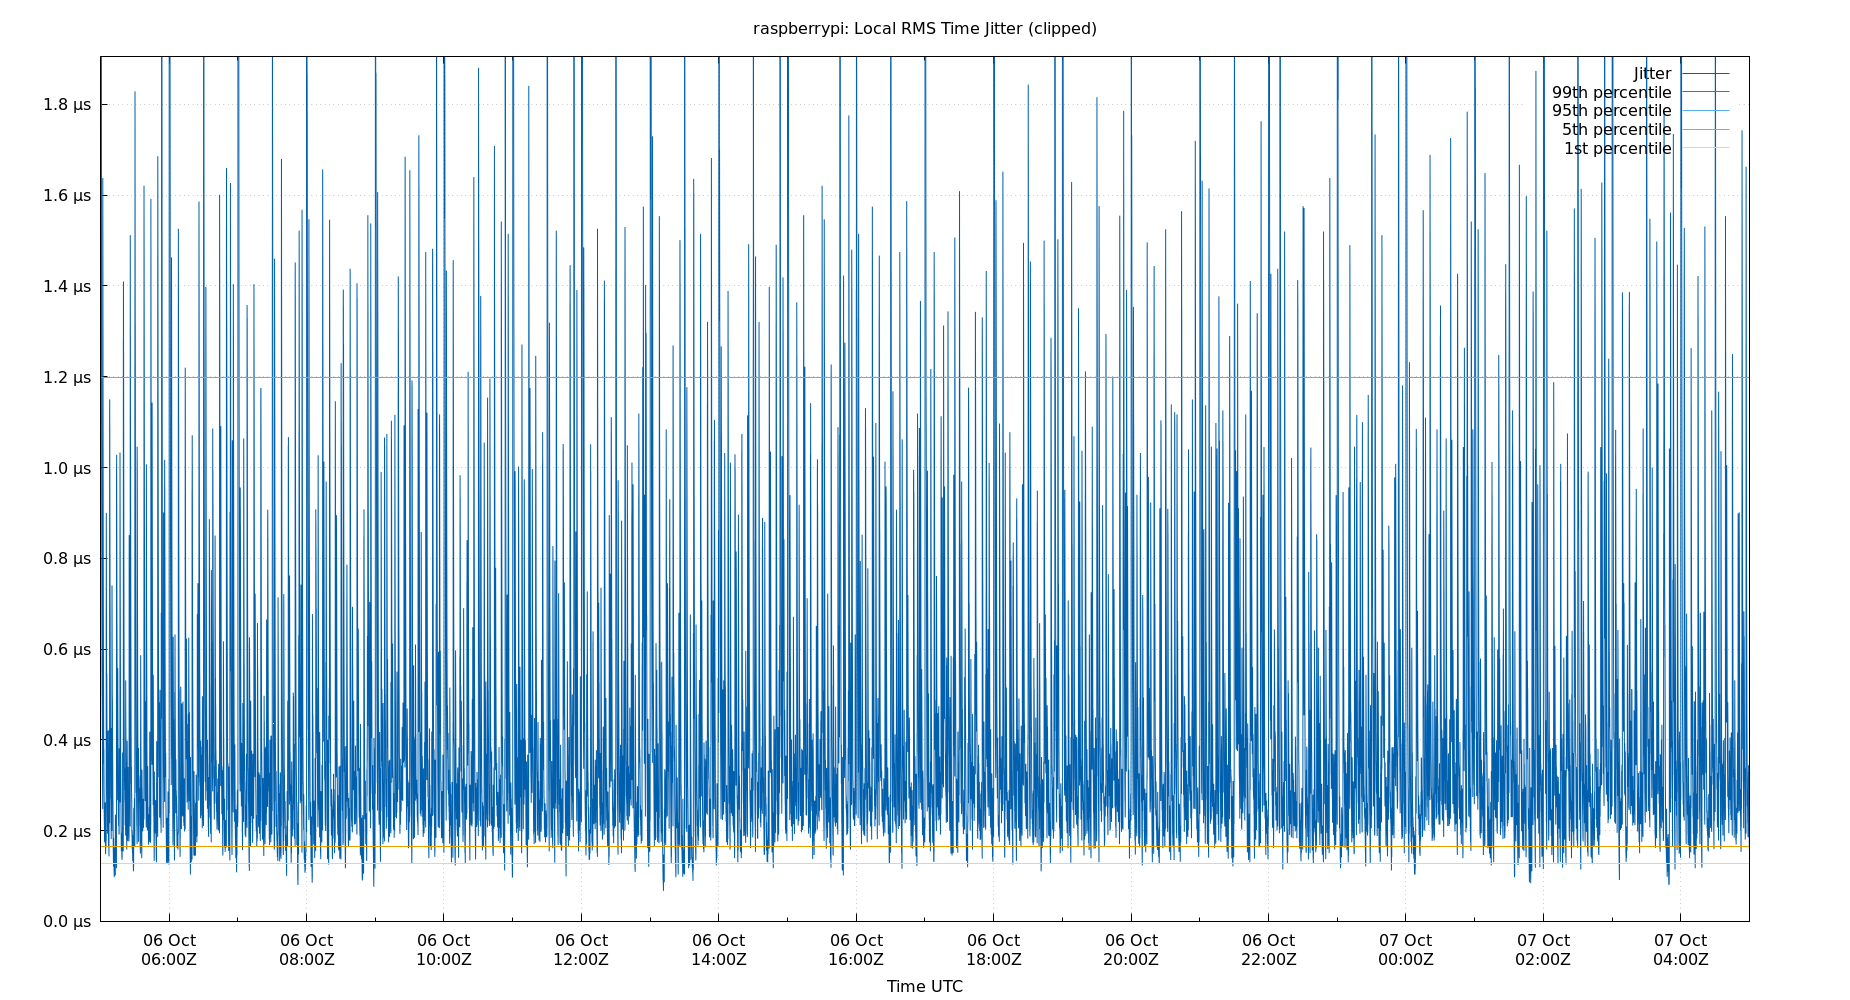 raspberrypi: Local RMS Time Jitter (clipped)
Jitter
99th percentile
95th percentile
5th percentile
1st percentile
1.8 μs
1.6 μs
1.4 μs
1.2 μs
1.0 μs
0.8 μs
0.6 μs
0.4 μs
0.2 μs
0.0 μs
06 Oct 06 Oct 06 Oct 06 Oct 06 Oct 06 Oct 06 Oct 06 Oct 06 Oct 07 Oct 07 Oct 07 Oct
06:00Z 08:00Z 10:00Z 12:00Z 14:00Z 16:00Z 18:00Z 20:00Z 22:00Z 00:00Z 02:00Z 04:00Z
Time UTC